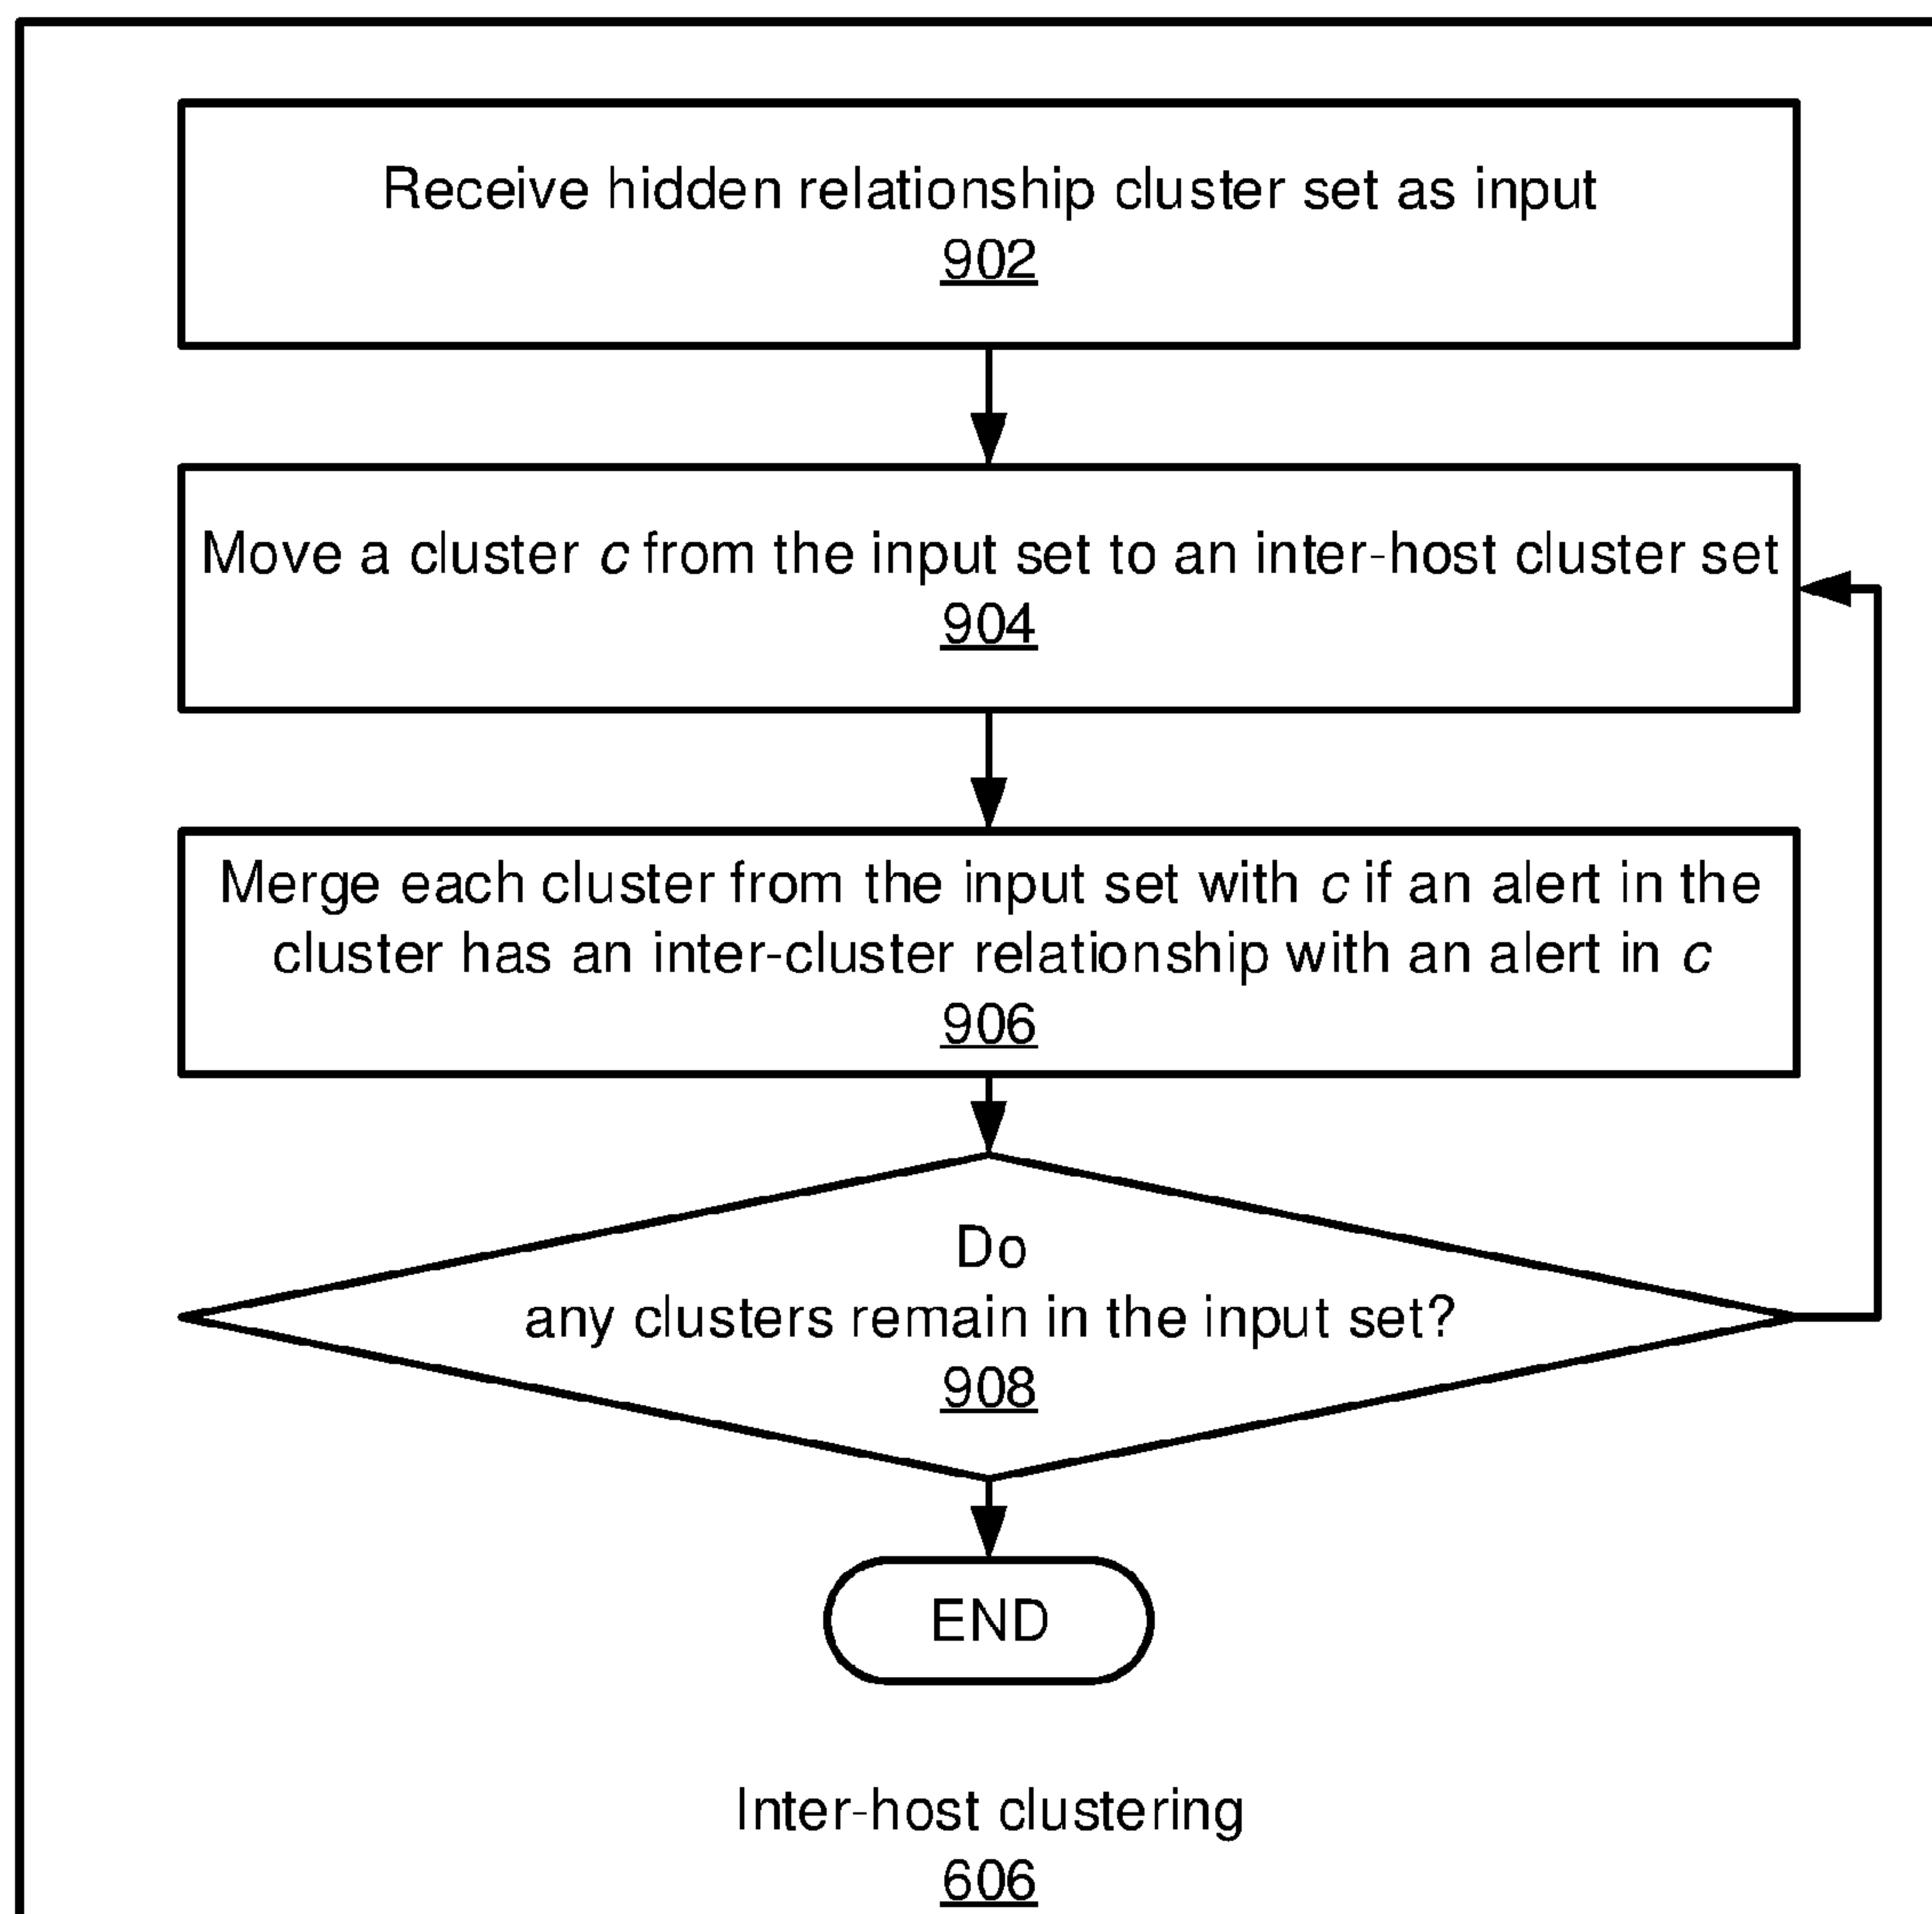 Receive hidden relationship cluster set as input
902
Move a cluster c from the input set to an inter-host cluster set
904
Merge each cluster from the input set with c if an alert in the
cluster has an inter-cluster relationship with an alert in c
906
Do
any clusters remain in the input set?
908
END
Inter-host clustering
606